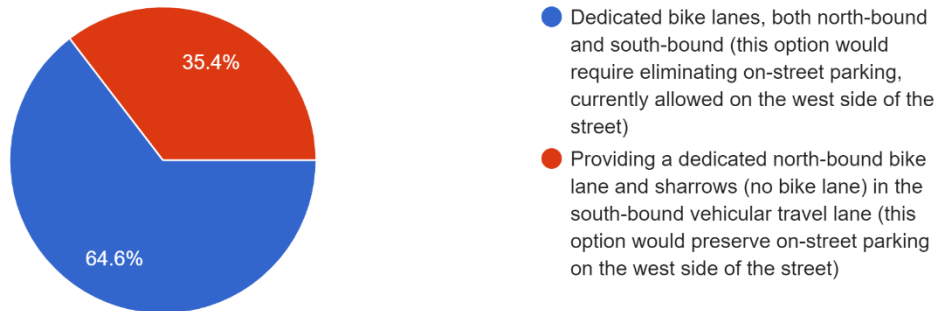 35.4%
64.6%
Dedicated bike lanes, both north-bound
and south-bound (this option would
require eliminating on-street parking,
currently allowed on the west side of the
street)
Providing a dedicated north-bound bike
lane and sharrows (no bike lane) in the
south-bound vehicular travel lane (this
option would preserve on-street parking
on the west side of the street)